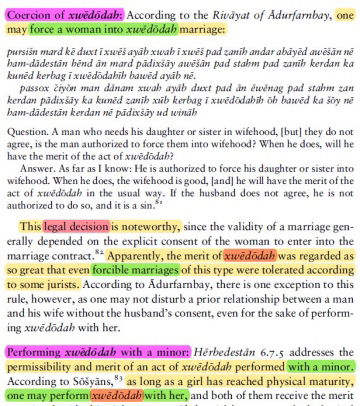 Coercion of xwēdōdah: According to the Rivāyat of Ādurfarnbay, one
may force a woman into xwēdōdah marriage:
pursišn mard kē duxt ī xwēš ayāb xwah ī xwēš pad zanīh andar abāyēd awēšān nē
ham-dādestān hēnd ān mard pādixšāy awēšān pad stahm pad zanīh kerdan ka
kunēd kerbag ī xwēdōdahīh bawēd ayāb nē.
passox čiyōn man dānam xwah ayāb duxt pad ān ēwēnag pad stahm zan
kerdan pādixšāy ka kunēd zanīh xūb kerbag ī xwēdōdahīh ōh bawēd ka šōy nē
ham-dādestān kerdan nē pādixšāy ud wināh
Question. A man who needs his daughter or sister in wifehood, [but] they do not
agree, is the man authorized to force them into wifehood? When he does, will he
have the merit of the act of xwēdōdah?
Answer. As far as I know: He is authorized to force his daughter or sister into
wifehood. When he does, the wifehood is good, [and] he will have the merit of the
act of xwēdōdah in the usual way. If the husband does not agree, he is not
authorized to do so, and it is a sin.81
This legal decision is noteworthy, since the validity of a marriage gen-
erally depended on the explicit consent of the woman to enter into the
marriage contract.82 Apparently, the merit of xwēdōdah was regarded as
so great that even forcible marriages of this type were tolerated according
to some jurists. According to Ādurfarnbay, there is one exception to this
rule, however, as one may not disturb a prior relationship between a man
and his wife without the husband's consent, even for the sake of perform-
ing xwēdōdah with her.
Performing xwēdōdah with a minor: Hērbedestān 6.7.5 addresses the
permissibility and merit of an act of xwēdōdah performed with a minor.
According to Sōšyāns,83 as long as a girl has reached physical maturity,
one may perform xwēdōdah with her, and both of them receive the merit